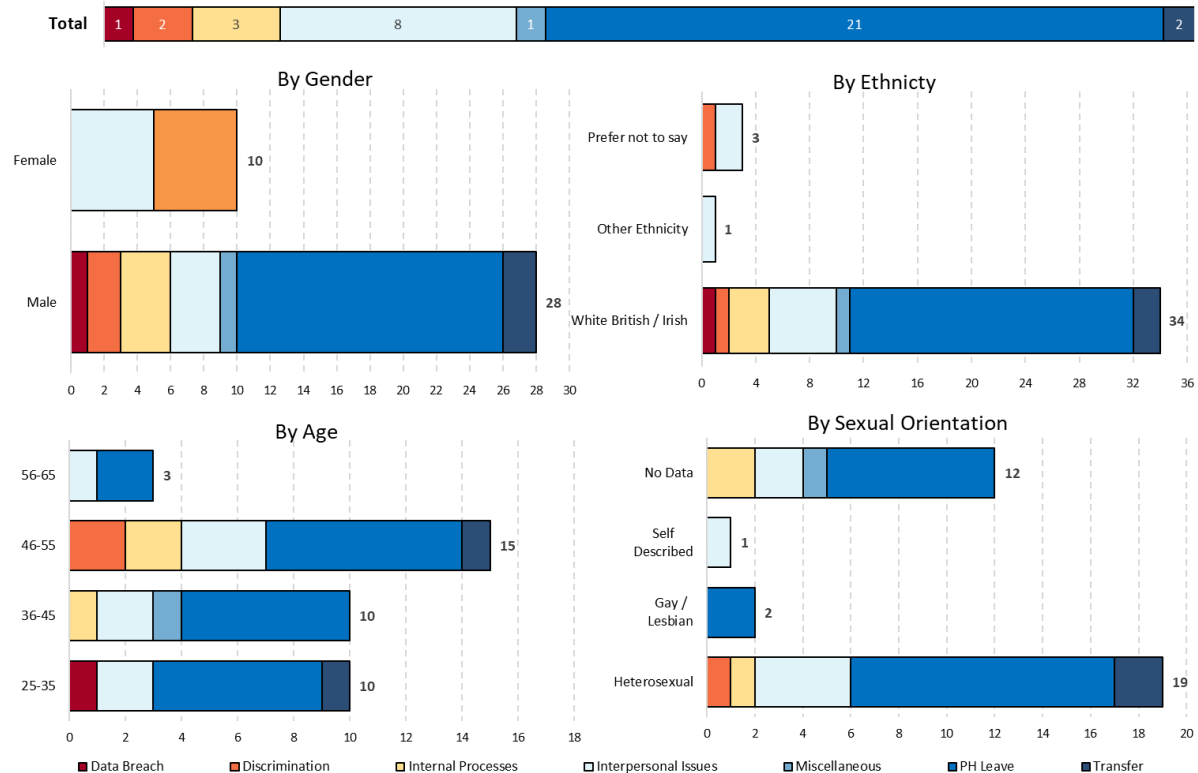 Total 1 2 3 8 1 21 2
By Gender
Female 10
Male 28
0 2 4 6 8 10 12 14 16 18 20 22 24 26 28 30
By Ethnicty
Prefer not to say 3
Other Ethnicity 1
White British / Irish 34
0 4 8 12 16 20 24 28 32 36
By Age
56-65 3
46-55 15
36-45 10
25-35 10
0 2 4 6 8 10 12 14 16 18
By Sexual Orientation
No Data 12
Self
Described 1
Gay /
Lesbian 2
Heterosexual 19
0 2 4 6 8 10 12 14 16 18 20
Data Breach Discrimination Internal Processes Interpersonal Issues Miscellaneous PH Leave Transfer